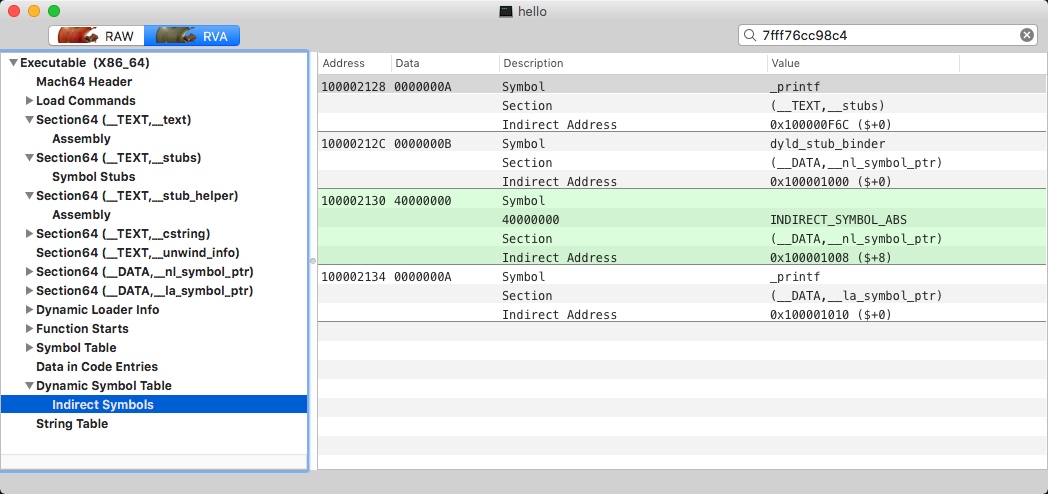 hello
RAW RVA 7fff76cc98c4
Executable (X86_64)
Mach64 Header
Load Commands
Section64 (__TEXT,__text)
Assembly
Section64 (__TEXT,__stubs)
Symbol Stubs
Section64 (__TEXT,__stub_helper)
Assembly
Section64 (__TEXT,__cstring)
Section64 (__TEXT,__unwind_info)
Section64 (__DATA,__nl_symbol_ptr)
Section64 (__DATA,__la_symbol_ptr)
Dynamic Loader Info
Function Starts
Symbol Table
Data in Code Entries
Dynamic Symbol Table
Indirect Symbols
String Table
Address Data Description Value
100002128 0000000A Symbol _printf
Section (__TEXT,__stubs)
Indirect Address 0x100000F6C ($+0)
10000212C 0000000B Symbol dyld_stub_binder
Section (__DATA,__nl_symbol_ptr)
Indirect Address 0x100001000 ($+0)
100002130 40000000 Symbol
40000000 INDIRECT_SYMBOL_ABS
Section (__DATA,__nl_symbol_ptr)
Indirect Address 0x100001008 ($+8)
100002134 0000000A Symbol _printf
Section (__DATA,__la_symbol_ptr)
Indirect Address 0x100001010 ($+0)